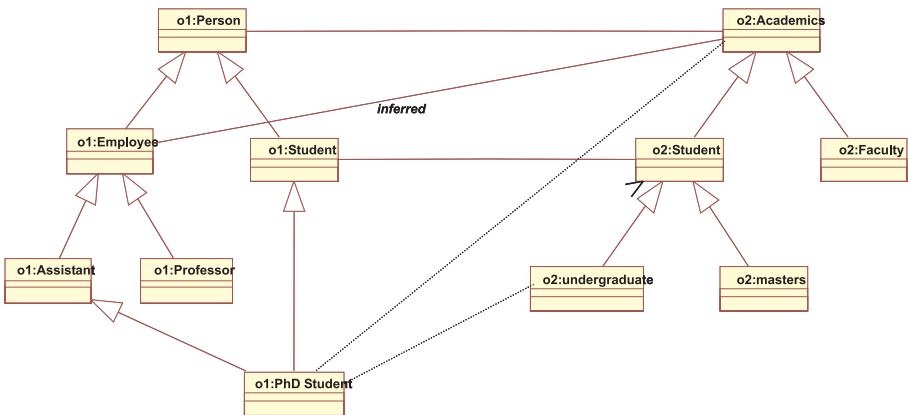 o1:Person
o2:Academics
inferred
o1:Employee
o1:Student
o2:Student
o2:Faculty
o1:Assistant
o1:Professor
o2:undergraduate
o2:masters
o1:PhD Student